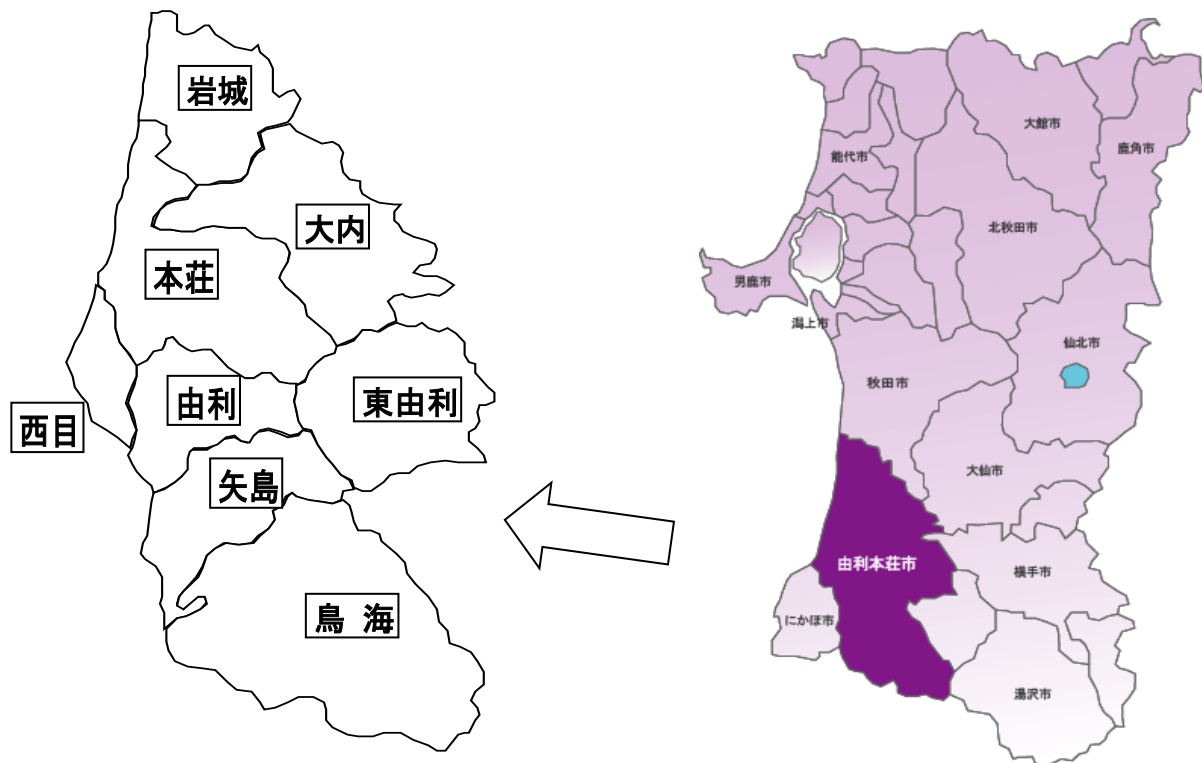 岩城
大内
本荘
由利
東由利
西目
矢島
鳥 海
大館市
鹿角市
能代市
北秋田市
男鹿市
潟上市
仙北市
秋田市
大仙市
由利本荘市
横手市
にかほ市
湯沢市